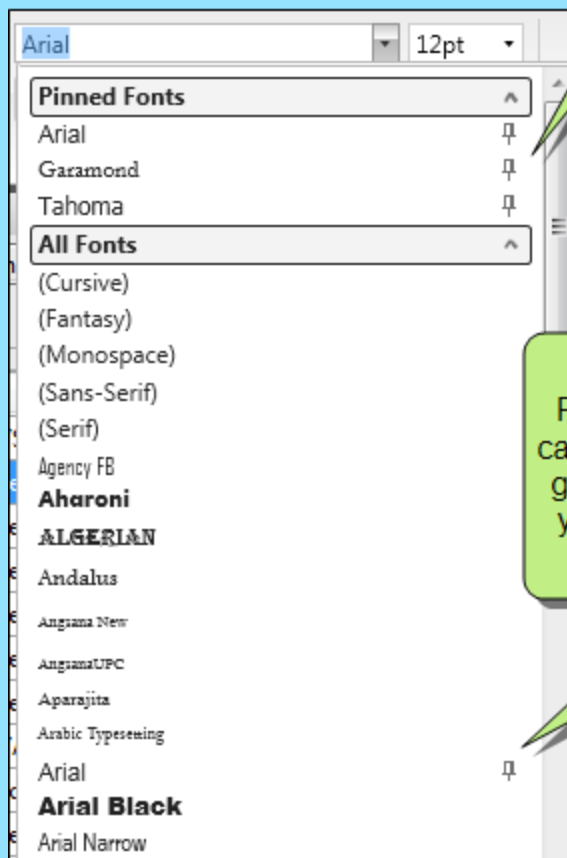 Arial
12pt
Pinned Fonts
Arial
Garamond
Tahoma
All Fonts
(Cursive)
(Fantasy)
(Monospace)
(Sans-Serif)
(Serif)
Agency FB
Aharoni
ALGERIAN
Andalus
Angsana New
AngsanaUPC
Aparajita
Arabic Typesetting
Arial
Arial Black
Arial Narrow